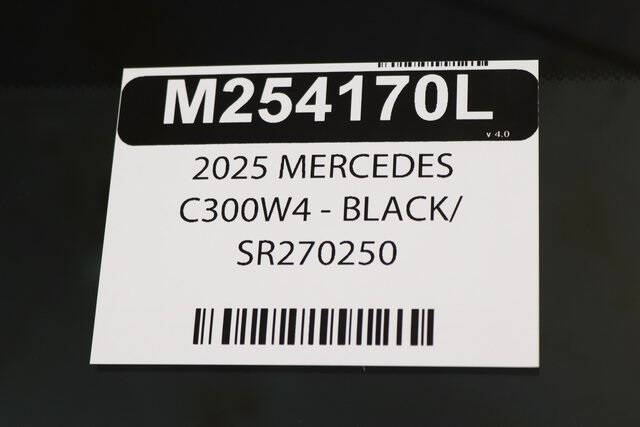 M254170L
v 4.0
2025 MERCEDES
C300W4 - BLACK/
SR270250